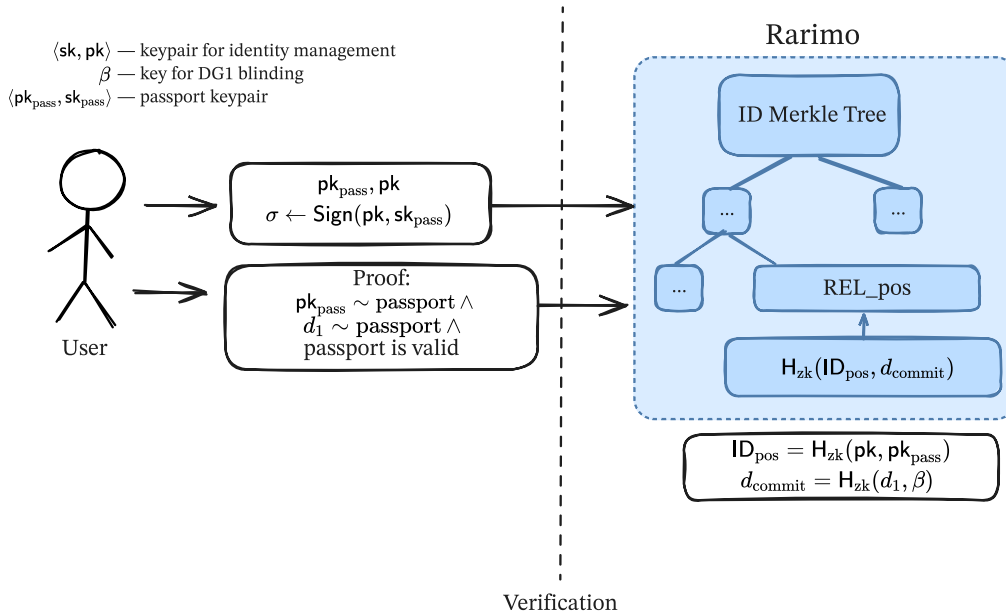 ⟨sk, pk⟩ — keypair for identity management
β — key for DG1 blinding
⟨pk_pass, sk_pass⟩ — passport keypair
User
pk_pass, pk
σ ← Sign(pk, sk_pass)
Proof:
pk_pass ∼ passport ∧
d_1 ∼ passport ∧
passport is valid
Verification
Rarimo
ID Merkle Tree
...
...
...
REL_pos
H_zk(ID_pos, d_commit)
ID_pos = H_zk(pk, pk_pass)
d_commit = H_zk(d_1, β)